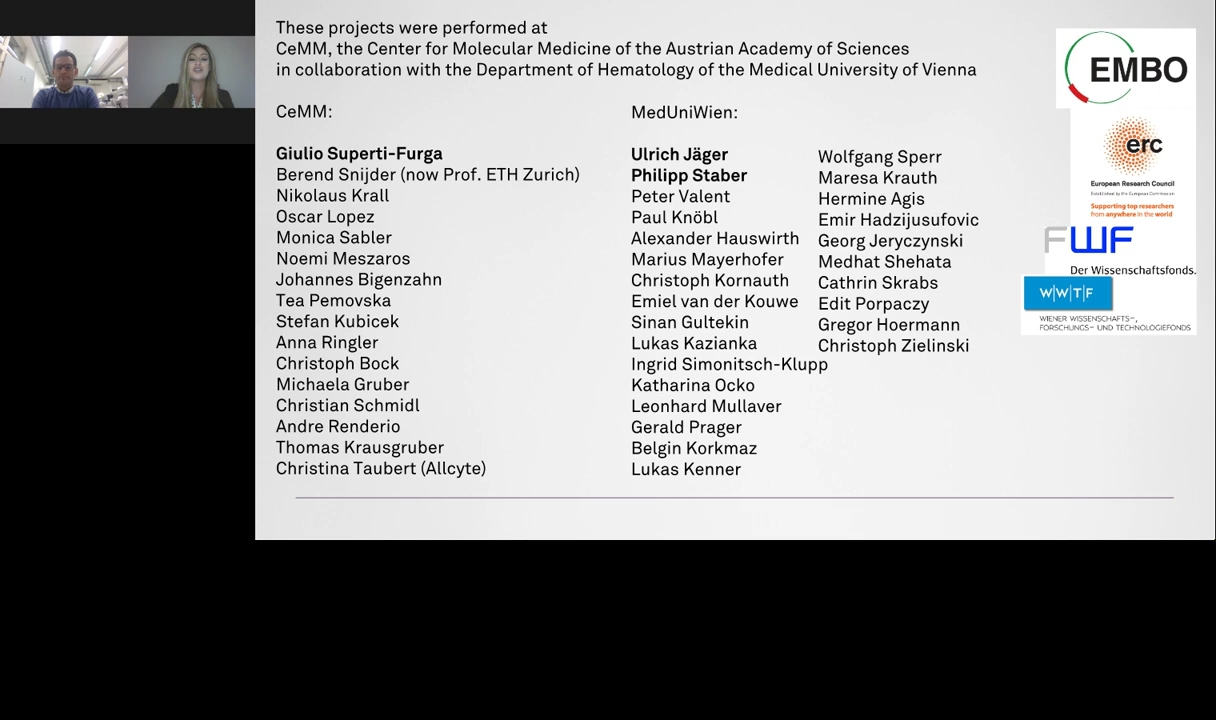 These projects were performed at
CeMM, the Center for Molecular Medicine of the Austrian Academy of Sciences
in collaboration with the Department of Hematology of the Medical University of Vienna
CeMM:
Giulio Superti-Furga
Berend Snijder (now Prof. ETH Zurich)
Nikolaus Krall
Oscar Lopez
Monica Sabler
Noemi Meszaros
Johannes Bigenzahn
Tea Pemovska
Stefan Kubicek
Anna Ringler
Christoph Bock
Michaela Gruber
Christian Schmidl
Andre Renderio
Thomas Krausgruber
Christina Taubert (Allcyte)
MedUniWien:
Ulrich Jäger
Philipp Staber
Peter Valent
Paul Knöbl
Alexander Hauswirth
Marius Mayerhofer
Christoph Kornauth
Emiel van der Kouwe
Sinan Gultekin
Lukas Kazianka
Ingrid Simonitsch-Klupp
Katharina Ocko
Leonhard Mullaver
Gerald Prager
Belgin Korkmaz
Lukas Kenner
Wolfgang Sperr
Maresa Krauth
Hermine Agis
Emir Hadzijusufovic
Georg Jeryczynski
Medhat Shehata
Cathrin Skrabs
Edit Porpaczy
Gregor Hoermann
Christoph Zielinski
EMBO
erc
European Research Council
Established by the European Commission
Supporting top researchers
from anywhere in the world
FWF
Der Wissenschaftsfonds.
W|W|T|F
WIENER WISSENSCHAFTS-,
FORSCHUNGS- UND TECHNOLOGIEFONDS